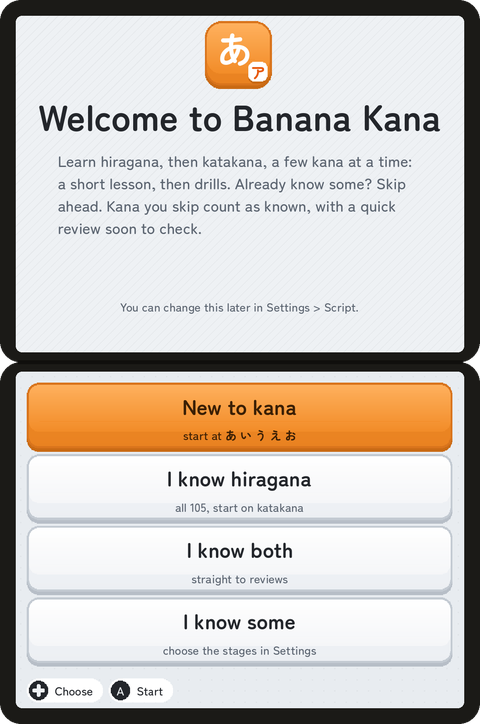 あ
ア
Welcome to Banana Kana
Learn hiragana, then katakana, a few kana at a time:
a short lesson, then drills. Already know some? Skip
ahead. Kana you skip count as known, with a quick
review soon to check.
You can change this later in Settings > Script.
New to kana
start at あ い う え お
I know hiragana
all 105, start on katakana
I know both
straight to reviews
I know some
choose the stages in Settings
Choose
A Start